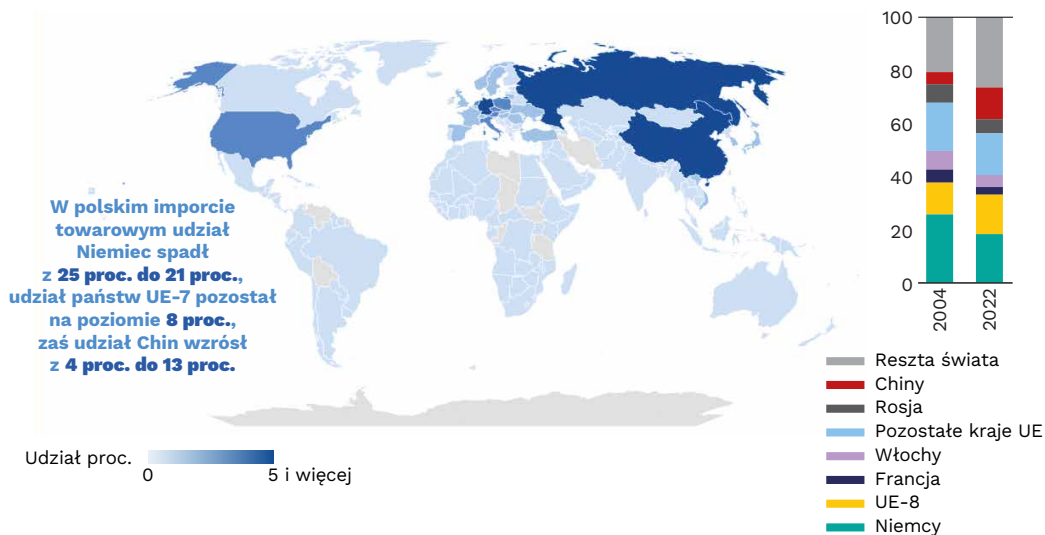 W polskim imporcie
towarowym udział
Niemiec spadł
z 25 proc. do 21 proc.,
udział państw UE-7 pozostał
na poziomie 8 proc.,
zaś udział Chin wzrósł
z 4 proc. do 13 proc.
Udział proc.
0
5 i więcej
100
80
60
40
20
0
2004
2022
Reszta świata
Chiny
Rosja
Pozostałe kraje UE
Włochy
Francja
UE-8
Niemcy